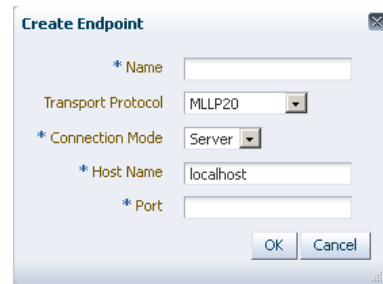 Create Endpoint
* Name
Transport Protocol MLLP20
* Connection Mode Server
* Host Name localhost
* Port
OK Cancel